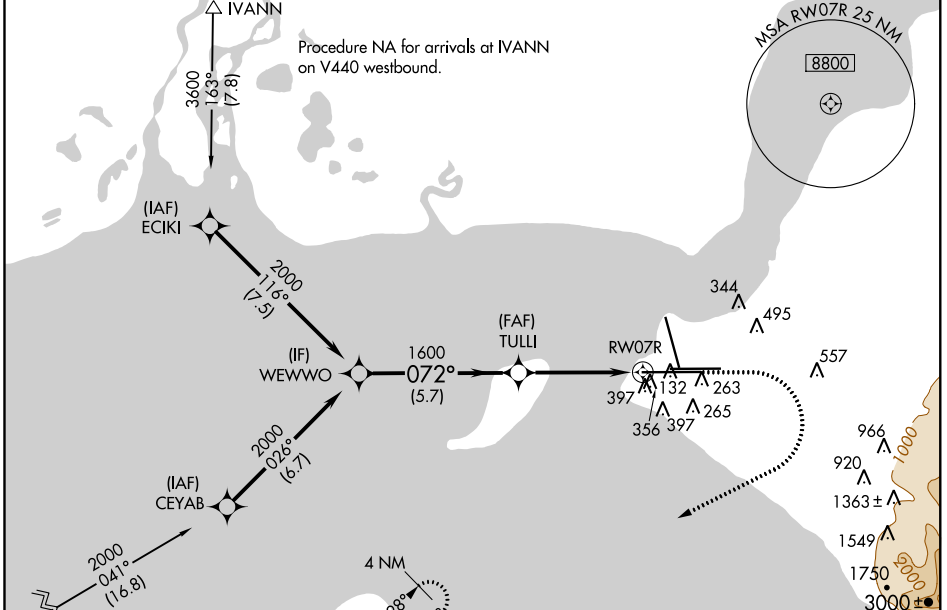 IVANN
Procedure NA for arrivals at IVANN
on V440 westbound.
MSA RW07R 25 NM
8800
3600
163°
(7.8)
(IAF)
ECIKI
2000
116°
(7.5)
(IF)
WEWWO
1600
072°
(5.7)
(FAF)
TULLI
RW07R
344
495
557
132
263
397
356
397
265
966
920
1363 ±
1549
1750
3000 ±
1000
2000
2000
026°
(6.7)
(IAF)
CEYAB
2000
041°
(16.8)
4 NM